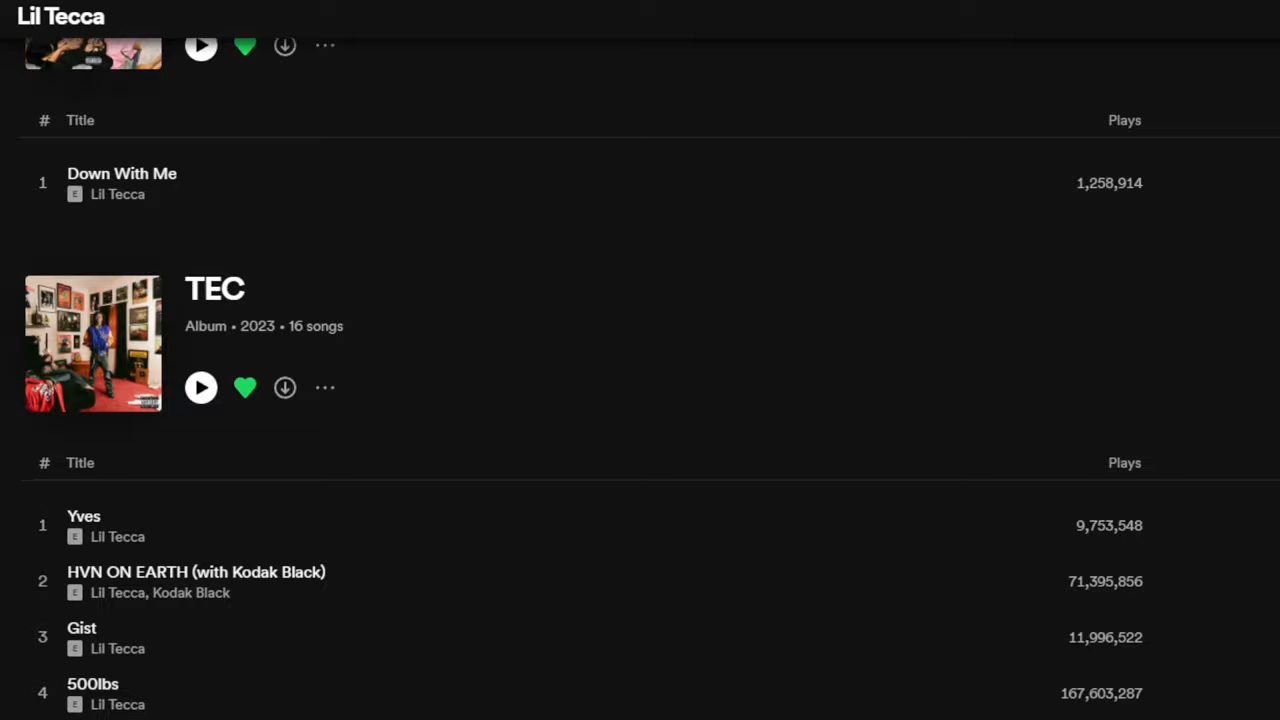 Lil Tecca
# Title Plays
1 Down With Me 1,258,914
E Lil Tecca
TEC
Album • 2023 • 16 songs
# Title Plays
1 Yves 9,753,548
E Lil Tecca
2 HVN ON EARTH (with Kodak Black) 71,395,856
E Lil Tecca, Kodak Black
3 Gist 11,996,522
E Lil Tecca
4 500lbs 167,603,287
E Lil Tecca